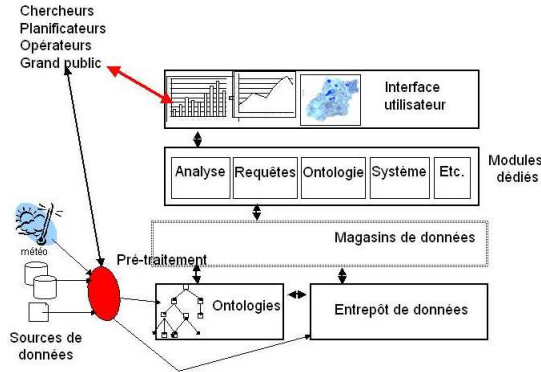 Chercheurs
Planificateurs
Opérateurs
Grand public
Interface
utilisateur
Analyse
Requêtes
Ontologie
Système
Etc.
Modules
dédiés
Magasins de données
météo
Pré-traitement
Ontologies
Entrepôt de données
Sources de
données